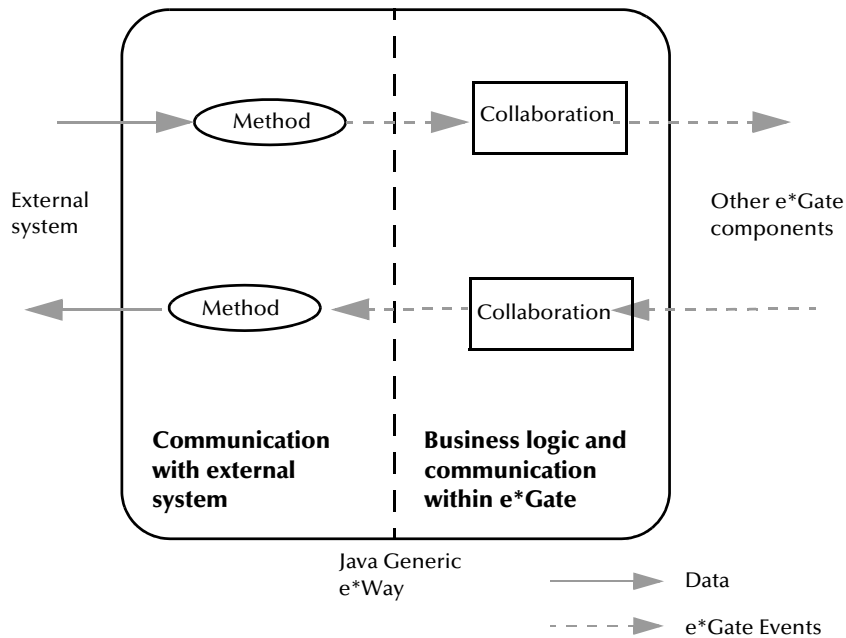 Method
Collaboration
External
system
Other e*Gate
components
Method
Collaboration
Communication
with external
system
Business logic and
communication
within e*Gate
Java Generic
e*Way
Data
e*Gate Events